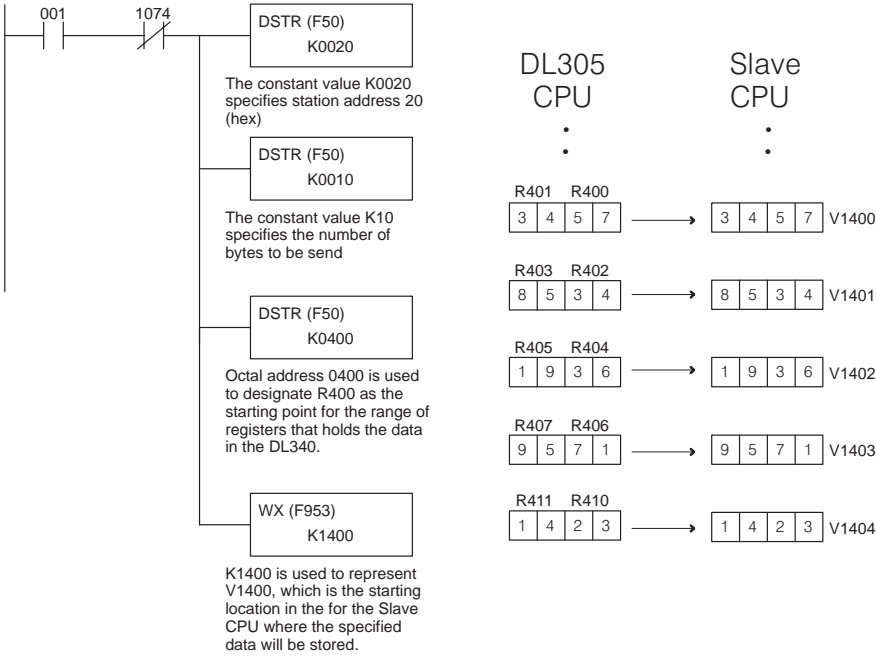 001 1074
DSTR (F50)
K0020
The constant value K0020
specifies station address 20
(hex)
DSTR (F50)
K0010
The constant value K10
specifies the number of
bytes to be send
DSTR (F50)
K0400
Octal address 0400 is used
to designate R400 as the
starting point for the range of
registers that holds the data
in the DL340.
WX (F953)
K1400
K1400 is used to represent
V1400, which is the starting
location in the for the Slave
CPU where the specified
data will be stored.
DL305
CPU
Slave
CPU
R401 R400
3 4 5 7 3 4 5 7 V1400
R403 R402
8 5 3 4 8 5 3 4 V1401
R405 R404
1 9 3 6 1 9 3 6 V1402
R407 R406
9 5 7 1 9 5 7 1 V1403
R411 R410
1 4 2 3 1 4 2 3 V1404